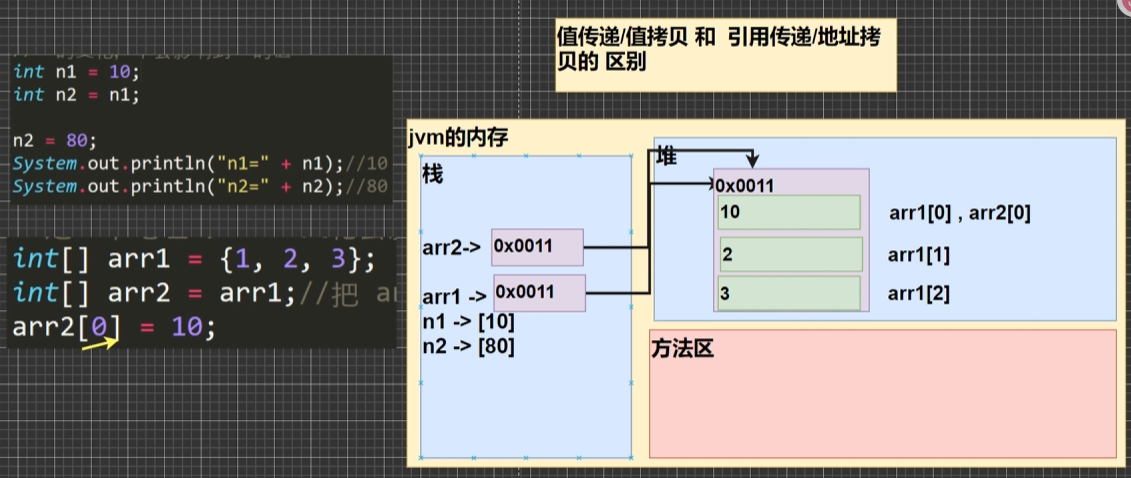 值传递/值拷贝 和 引用传递/地址拷
贝的 区别
int n1 = 10;
int n2 = n1;
n2 = 80;
System.out.println("n1=" + n1);//10
System.out.println("n2=" + n2);//80
int[] arr1 = {1, 2, 3};
int[] arr2 = arr1;//把
arr2[0] = 10;
jvm的内存
栈
arr2-> 0x0011
arr1 -> 0x0011
n1 -> [10]
n2 -> [80]
堆
0x0011
10 arr1[0] , arr2[0]
2 arr1[1]
3 arr1[2]
方法区